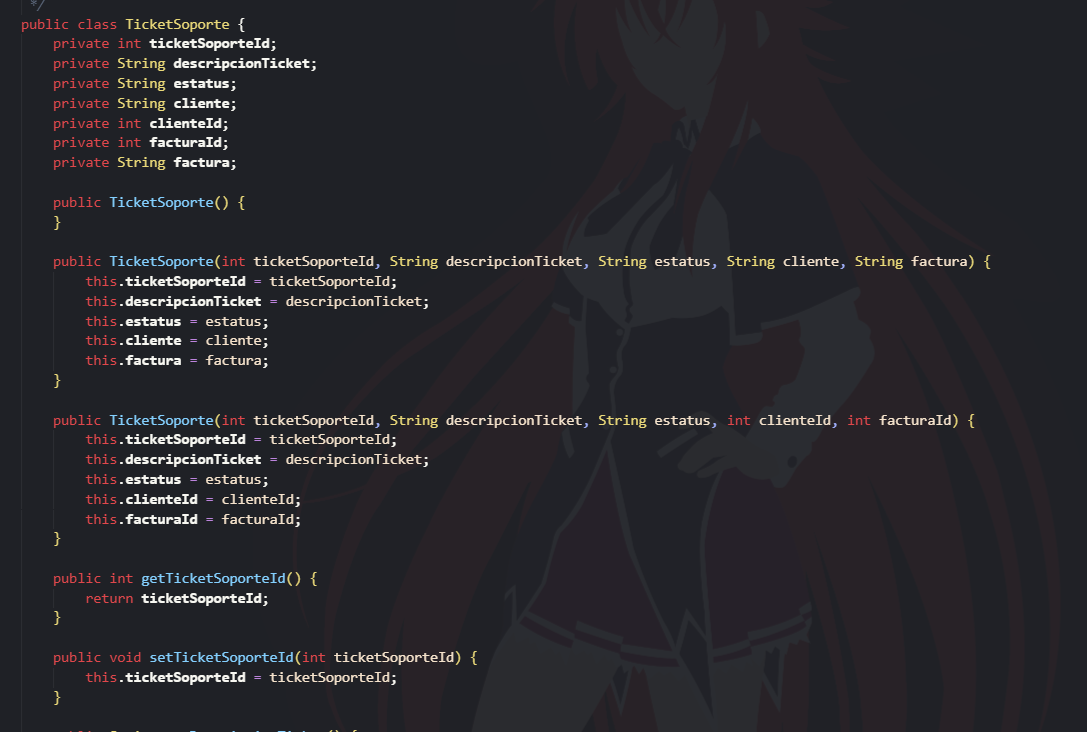 */
public class TicketSoporte {
private int ticketSoporteId;
private String descripcionTicket;
private String estatus;
private String cliente;
private int clienteId;
private int facturaId;
private String factura;
public TicketSoporte() {
}
public TicketSoporte(int ticketSoporteId, String descripcionTicket, String estatus, String cliente, String factura) {
this.ticketSoporteId = ticketSoporteId;
this.descripcionTicket = descripcionTicket;
this.estatus = estatus;
this.cliente = cliente;
this.factura = factura;
}
public TicketSoporte(int ticketSoporteId, String descripcionTicket, String estatus, int clienteId, int facturaId) {
this.ticketSoporteId = ticketSoporteId;
this.descripcionTicket = descripcionTicket;
this.estatus = estatus;
this.clienteId = clienteId;
this.facturaId = facturaId;
}
public int getTicketSoporteId() {
return ticketSoporteId;
}
public void setTicketSoporteId(int ticketSoporteId) {
this.ticketSoporteId = ticketSoporteId;
}